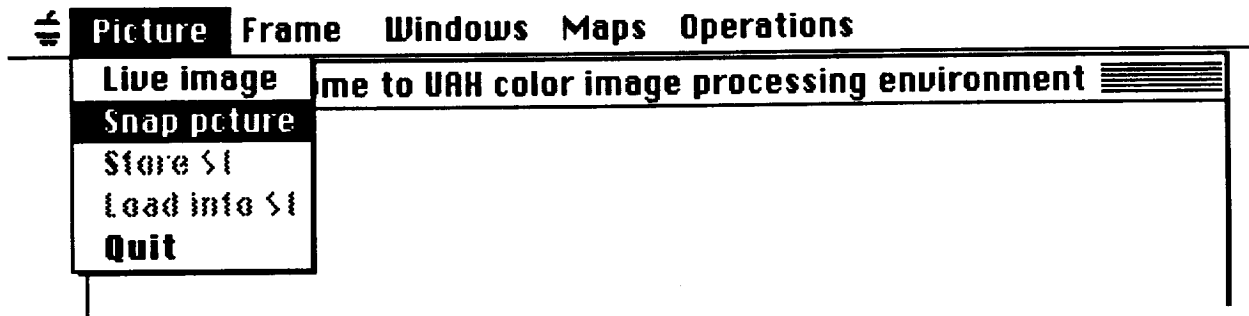 Picture Frame Windows Maps Operations
Live image
me to UAH color image processing environment
Snap pcture
Store SI
Load into SI
Quit